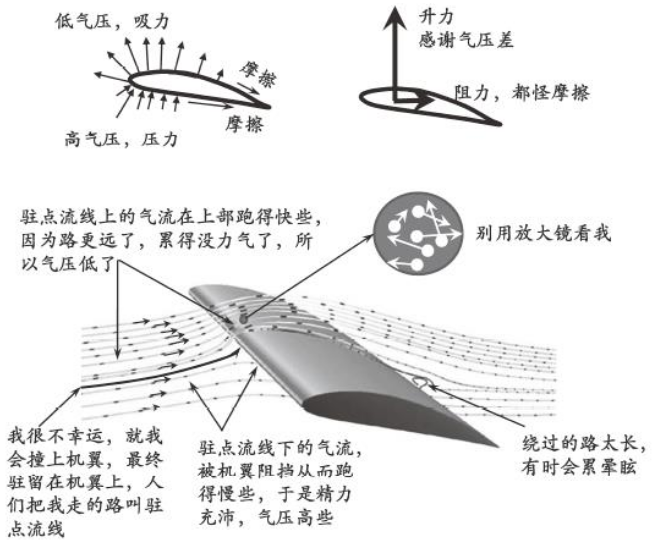 低气压，吸力
摩擦
摩擦
高气压，压力
升力
感谢气压差
阻力，都怪摩擦
驻点流线上的气流在上部跑得快些，
因为路更远了，累得没力气了，所
以气压低了
别用放大镜看我
我很不幸运，就我
会撞上机翼，最终
驻留在机翼上，人
们把我走的路叫驻
点流线
驻点流线下的气流，
被机翼阻挡从而跑
得慢些，于是精力
充沛，气压高些
绕过的路太长，
有时会累晕眩